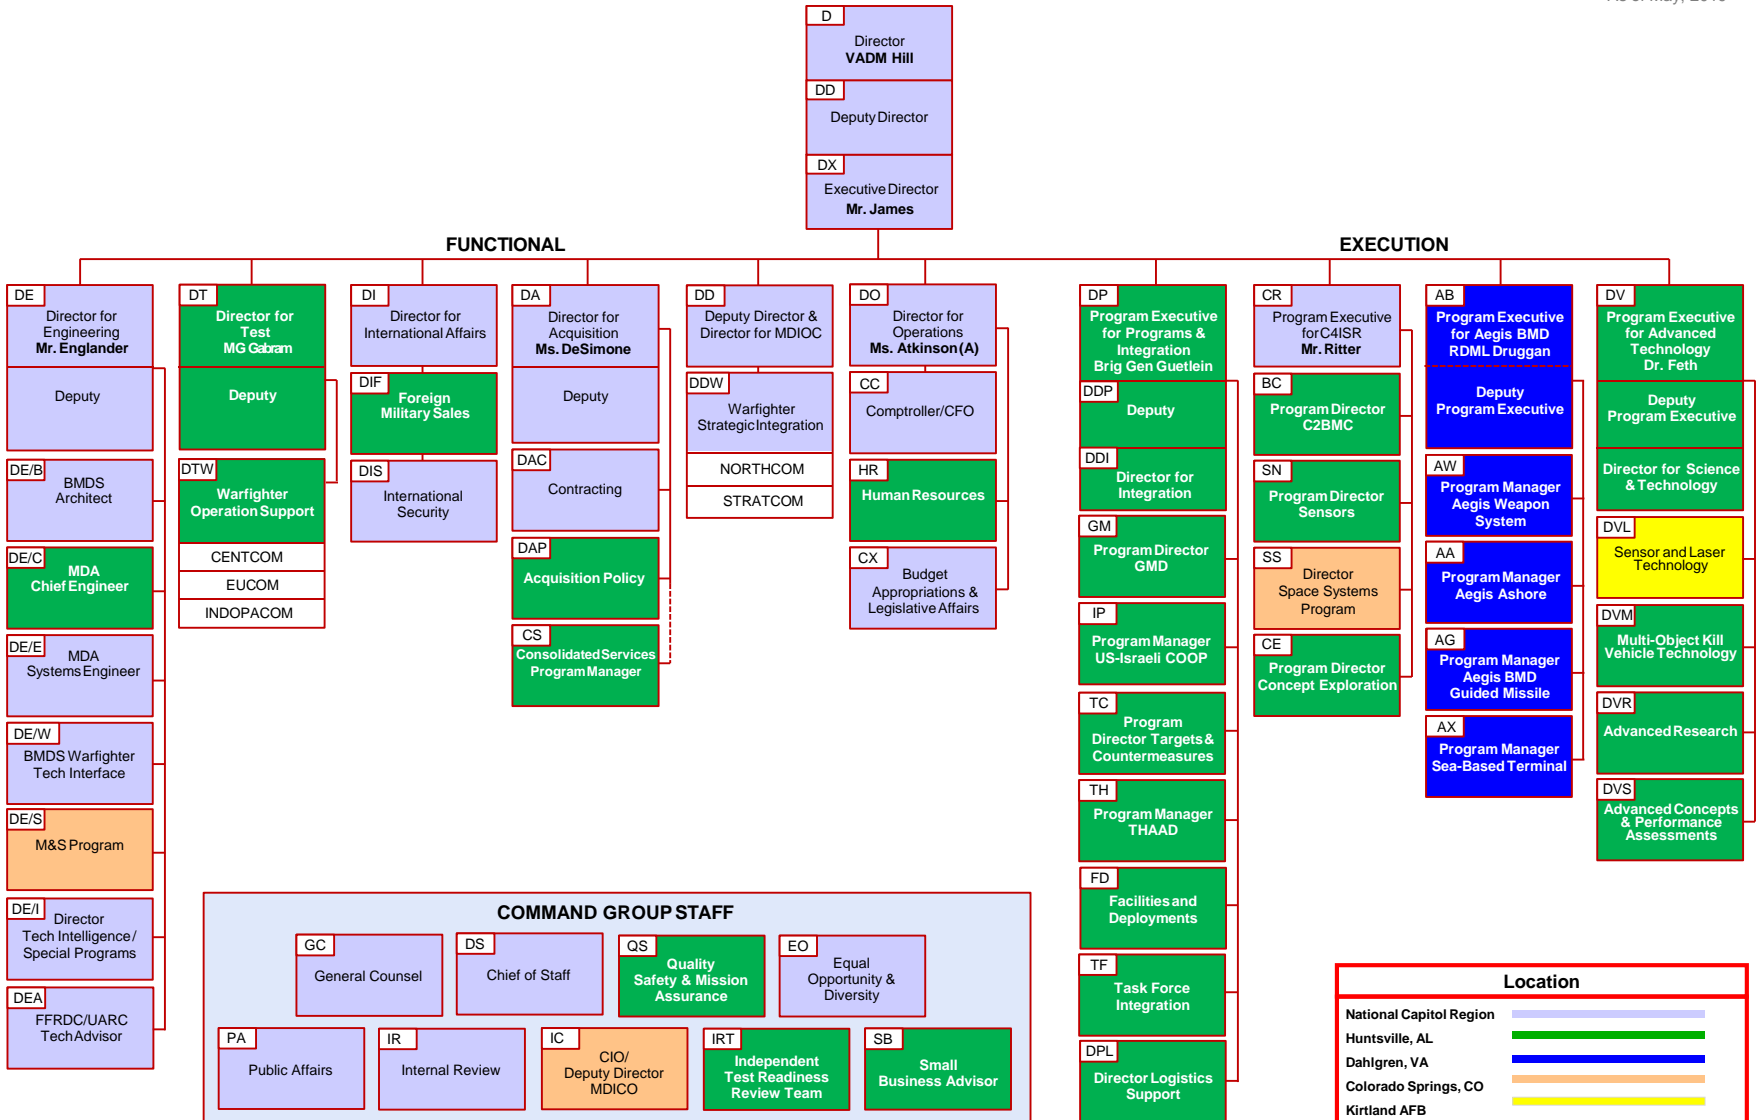 D
Director
VADM Hill
DD
Deputy Director
DX
Executive Director
Mr. James
FUNCTIONAL
EXECUTION
DE
Director for
Engineering
Mr. Englander
Deputy
DE/B
BMDS
Architect
DE/C
MDA
Chief Engineer
DE/E
MDA
Systems Engineer
DE/W
BMDS Warfighter
Tech Interface
DE/S
M&S Program
DE/I
Director
Tech Intelligence /
Special Programs
DEA
FFRDC/UARC
Tech Advisor
DT
Director for
Test
MG Gabram
Deputy
DTW
Warfighter
Operation Support
CENTCOM
EUCOM
INDOPACOM
DI
Director for
International Affairs
DIF
Foreign
Military Sales
DIS
International
Security
DA
Director for
Acquisition
Ms. DeSimone
Deputy
DAC
Contracting
DAP
Acquisition Policy
CS
Consolidated Services
Program Manager
DD
Deputy Director &
Director for MDIOC
DDW
Warfighter
Strategic Integration
NORTHCOM
STRATCOM
DO
Director for
Operations
Ms. Atkinson (A)
CC
Comptroller/CFO
HR
Human Resources
CX
Budget
Appropriations &
Legislative Affairs
DP
Program Executive
for Programs &
Integration
Brig Gen Guetlein
DDP
Deputy
DDI
Director for
Integration
GM
Program Director
GMD
IP
Program Manager
US-Israeli COOP
TC
Program
Director Targets &
Countermeasures
TH
Program Manager
THAAD
FD
Facilities and
Deployments
TF
Task Force
Integration
DPL
Director Logistics
Support
CR
Program Executive
for C4ISR
Mr. Ritter
BC
Program Director
C2BMC
SN
Program Director
Sensors
SS
Director
Space Systems
Program
CE
Program Director
Concept Exploration
AB
Program Executive
for Aegis BMD
RDML Druggan
Deputy
Program Executive
AW
Program Manager
Aegis Weapon
System
AA
Program Manager
Aegis Ashore
AG
Program Manager
Aegis BMD
Guided Missile
AX
Program Manager
Sea-Based Terminal
DV
Program Executive
for Advanced
Technology
Dr. Feth
Deputy
Program Executive
Director for Science
& Technology
DVL
Sensor and Laser
Technology
DVM
Multi-Object Kill
Vehicle Technology
DVR
Advanced Research
DVS
Advanced Concepts
& Performance
Assessments
COMMAND GROUP STAFF
GC
General Counsel
DS
Chief of Staff
QS
Quality
Safety & Mission
Assurance
EO
Equal
Opportunity &
Diversity
PA
Public Affairs
IR
Internal Review
IC
CIO/
Deputy Director
MDICO
IRT
Independent
Test Readiness
Review Team
SB
Small
Business Advisor
Location
National Capitol Region
Huntsville, AL
Dahlgren, VA
Colorado Springs, CO
Kirtland AFB